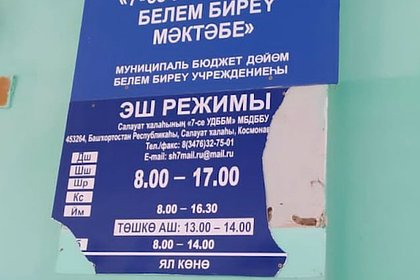 «7-се
БЕЛЕМ БИРЕҮ
МӘКТӘБЕ»
МУНИЦИПАЛЬ БЮДЖЕТ ДӨЙӨМ
БЕЛЕМ БИРЕҮ УЧРЕЖДЕНИЕҺЫ
ЭШ РЕЖИМЫ
Салауат ҡалаһының «7-се УДББМ» МБДББУ
453264, Башҡортостан Республикаһы, Салауат ҡалаһы, Космонав
Тел./факс: 8(3476)32-75-01
E-mail: sh7mail.ru@mail.ru
Дш
Шш
Шр
8.00 – 17.00
Кс
Йм
8.00 – 16.30
ТӨШКӨ АШ: 13.00 – 14.00
б 8.00 – 14.00
ЯЛ КӨНӨ